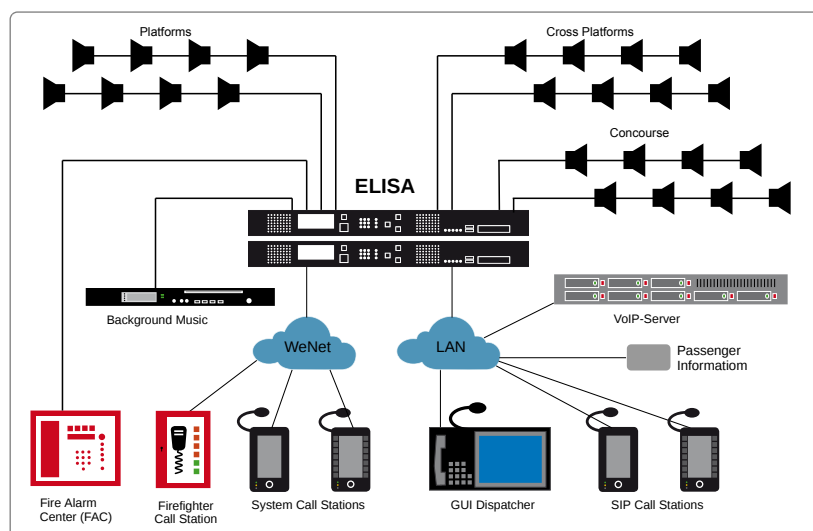 Platforms
Cross Platforms
Concourse
ELISA
Background Music
WeNet
LAN
VoIP-Server
Passenger
Informatiom
Fire Alarm
Center (FAC)
Firefighter
Call Station
System Call Stations
GUI Dispatcher
SIP Call Stations